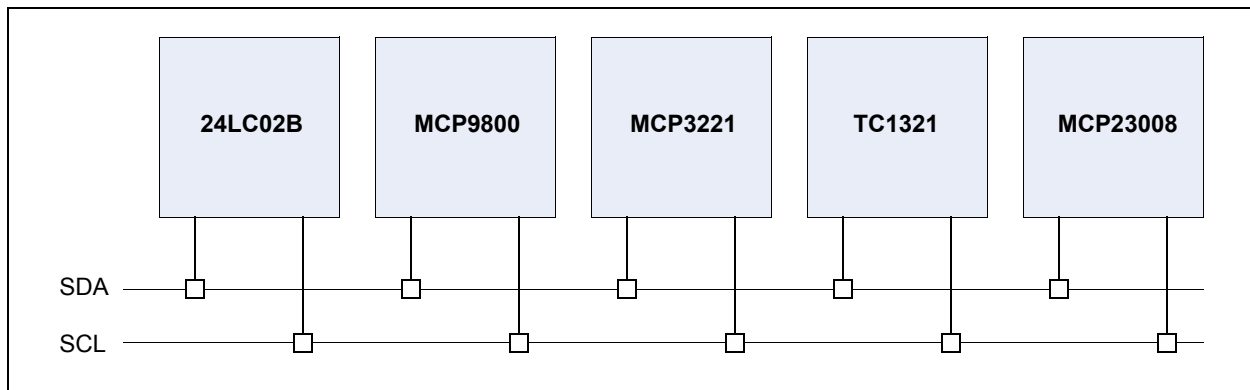 24LC02B
MCP9800
MCP3221
TC1321
MCP23008
SDA
SCL